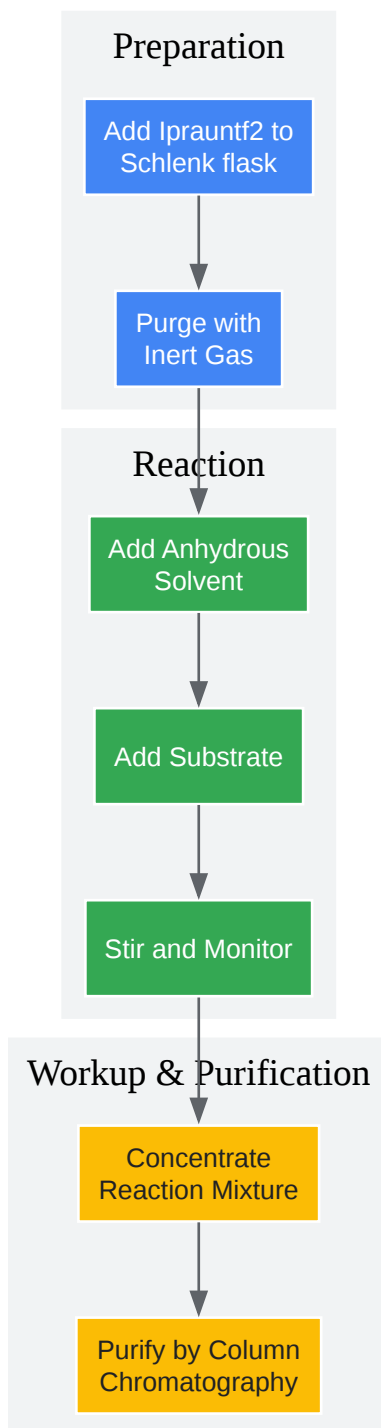 Preparation
Add Iprauntf2 to
Schlenk flask
Purge with
Inert Gas
Reaction
Add Anhydrous
Solvent
Add Substrate
Stir and Monitor
Workup & Purification
Concentrate
Reaction Mixture
Purify by Column
Chromatography